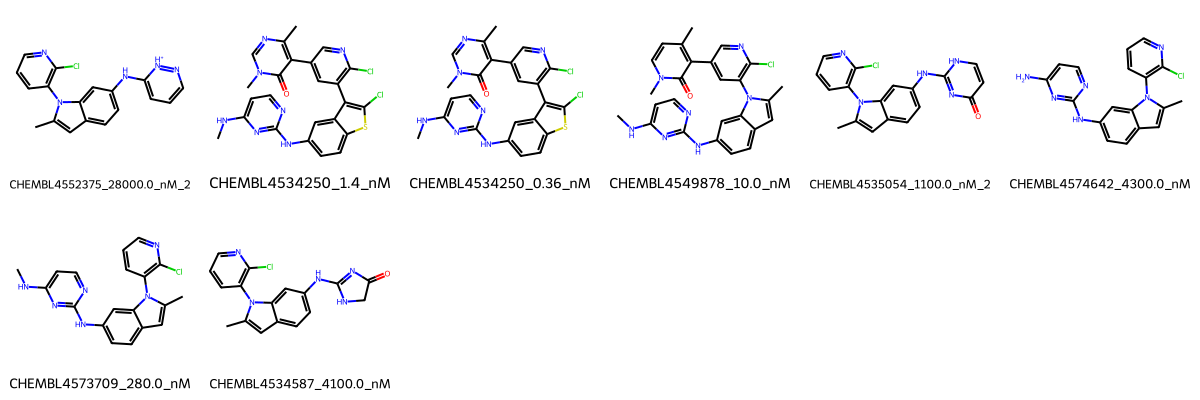 CHEMBL4552375_28000.0_nM_2
CHEMBL4534250_1.4_nM
CHEMBL4534250_0.36_nM
CHEMBL4549878_10.0_nM
CHEMBL4535054_1100.0_nM_2
CHEMBL4574642_4300.0_nM
CHEMBL4573709_280.0_nM
CHEMBL4534587_4100.0_nM